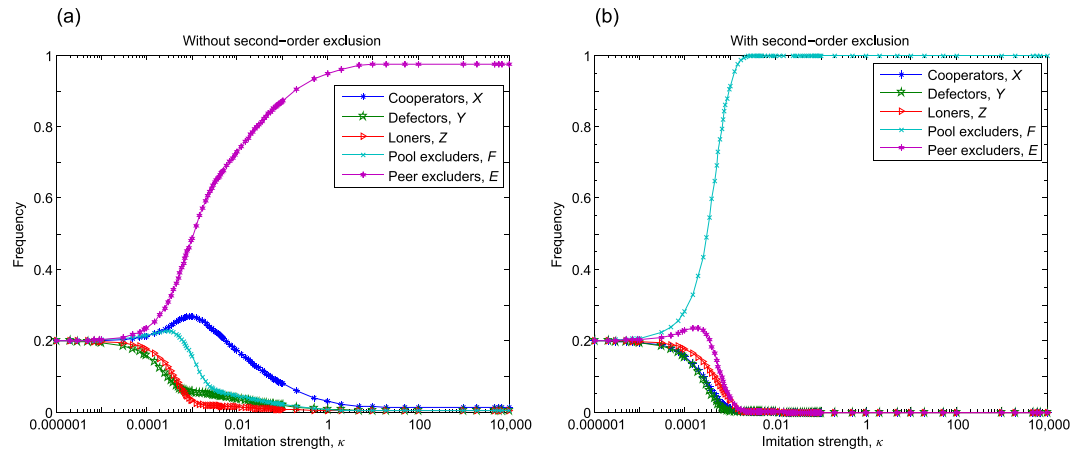 (a)
Without second−order exclusion
1
0.8
0.6
0.4
0.2
0
Frequency
Cooperators, X
Defectors, Y
Loners, Z
Pool excluders, F
Peer excluders, E
0.000001
0.0001
0.01
1
100
10,000
Imitation strength, κ
(b)
With second−order exclusion
1
0.8
0.6
0.4
0.2
0
Frequency
Cooperators, X
Defectors, Y
Loners, Z
Pool excluders, F
Peer excluders, E
0.000001
0.0001
0.01
1
100
10,000
Imitation strength, κ